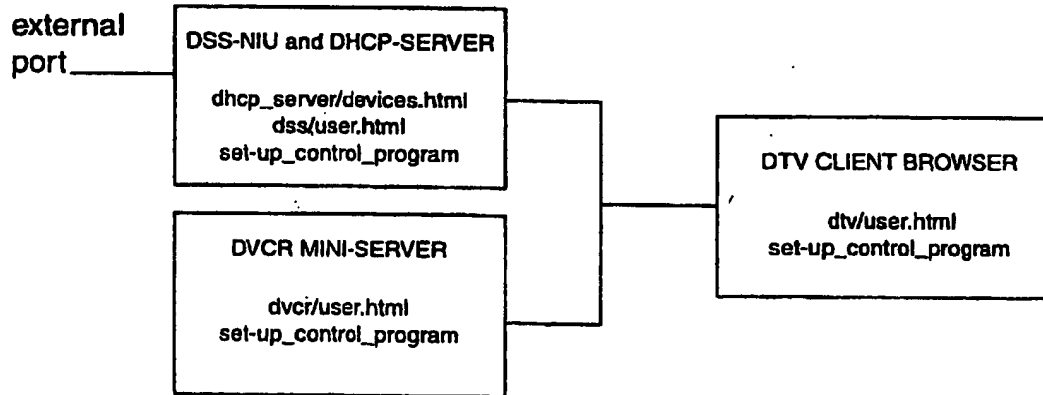 external
port
DSS-NIU and DHCP-SERVER
dhcp_server/devices.html
dss/user.html
set-up_control_program
DVCR MINI-SERVER
dvcr/user.html
set-up_control_program
DTV CLIENT BROWSER
dtv/user.html
set-up_control_program